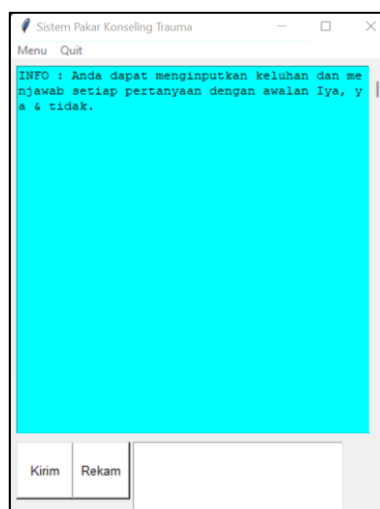 Sistem Pakar Konseling Trauma
Menu Quit
INFO : Anda dapat menginputkan keluhan dan me
njawab setiap pertanyaan dengan awalan Iya, y
a & tidak.
Kirim Rekam